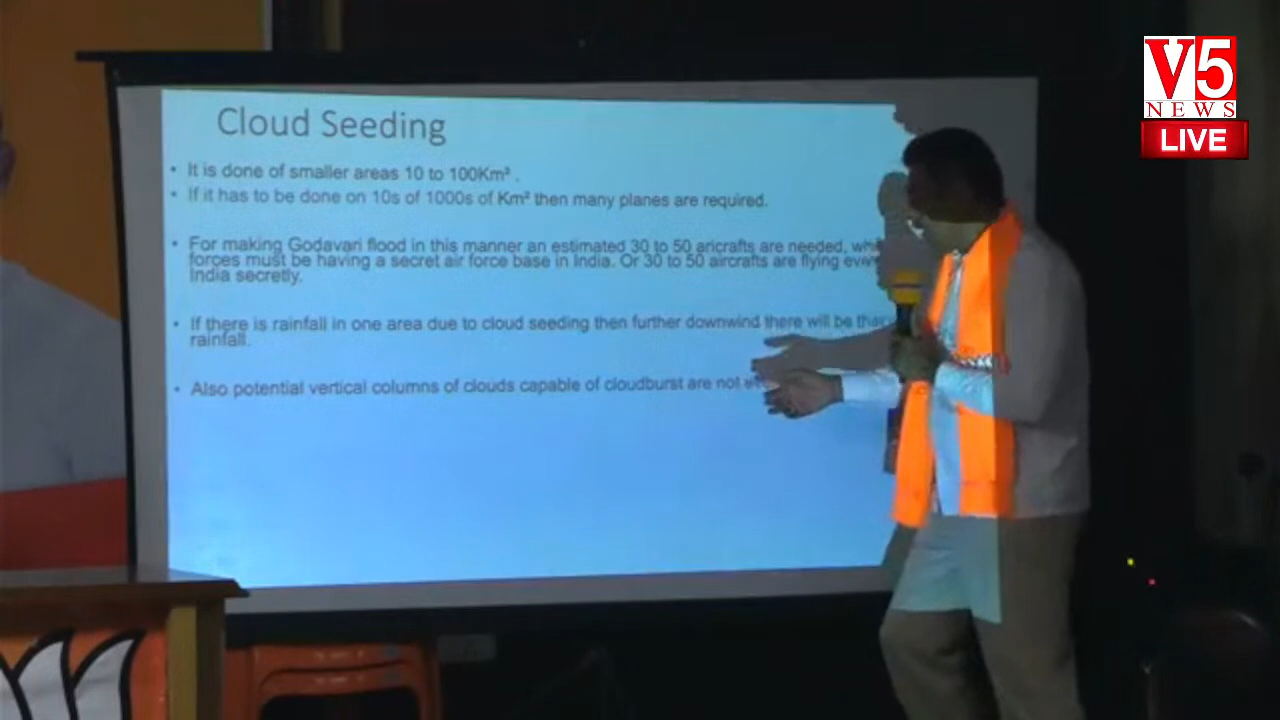 V5
NEWS
LIVE
Cloud Seeding
• It is done of smaller areas 10 to 100Km² .
• If it has to be done on 10s of 1000s of Km² then many planes are required.
• For making Godavari flood in this manner an estimated 30 to 50 aricrafts are needed,
forces must be having a secret air force base in India. Or 30 to 50 aircrafts are flying
India secretly.
• If there is rainfall in one area due to cloud seeding then further downwind there will be
rainfall.
• Also potential vertical columns of clouds capable of cloudburst are not